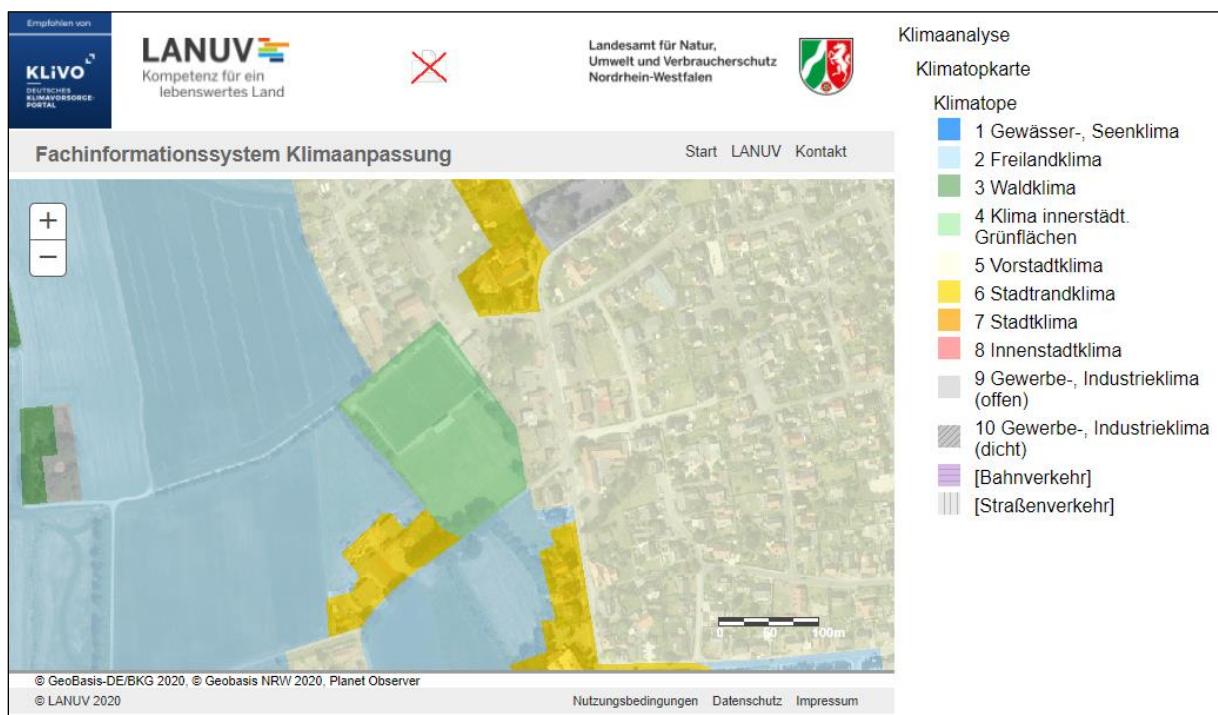 Empfohlen von
KLiVO
DEUTSCHES
KLIMAVORSORGE-
PORTAL
LANUV
Kompetenz für ein
lebenswertes Land
Landesamt für Natur,
Umwelt und Verbraucherschutz
Nordrhein-Westfalen
Fachinformationssystem Klimaanpassung
Start LANUV Kontakt
+
−
0 50 100m
© GeoBasis-DE/BKG 2020, © Geobasis NRW 2020, Planet Observer
© LANUV 2020
Nutzungsbedingungen Datenschutz Impressum
Klimaanalyse
Klimatopkarte
Klimatope
1 Gewässer-, Seenklima
2 Freilandklima
3 Waldklima
4 Klima innerstädt.
Grünflächen
5 Vorstadtklima
6 Stadtrandklima
7 Stadtklima
8 Innenstadtklima
9 Gewerbe-, Industrieklima
(offen)
10 Gewerbe-, Industrieklima
(dicht)
[Bahnverkehr]
[Straßenverkehr]